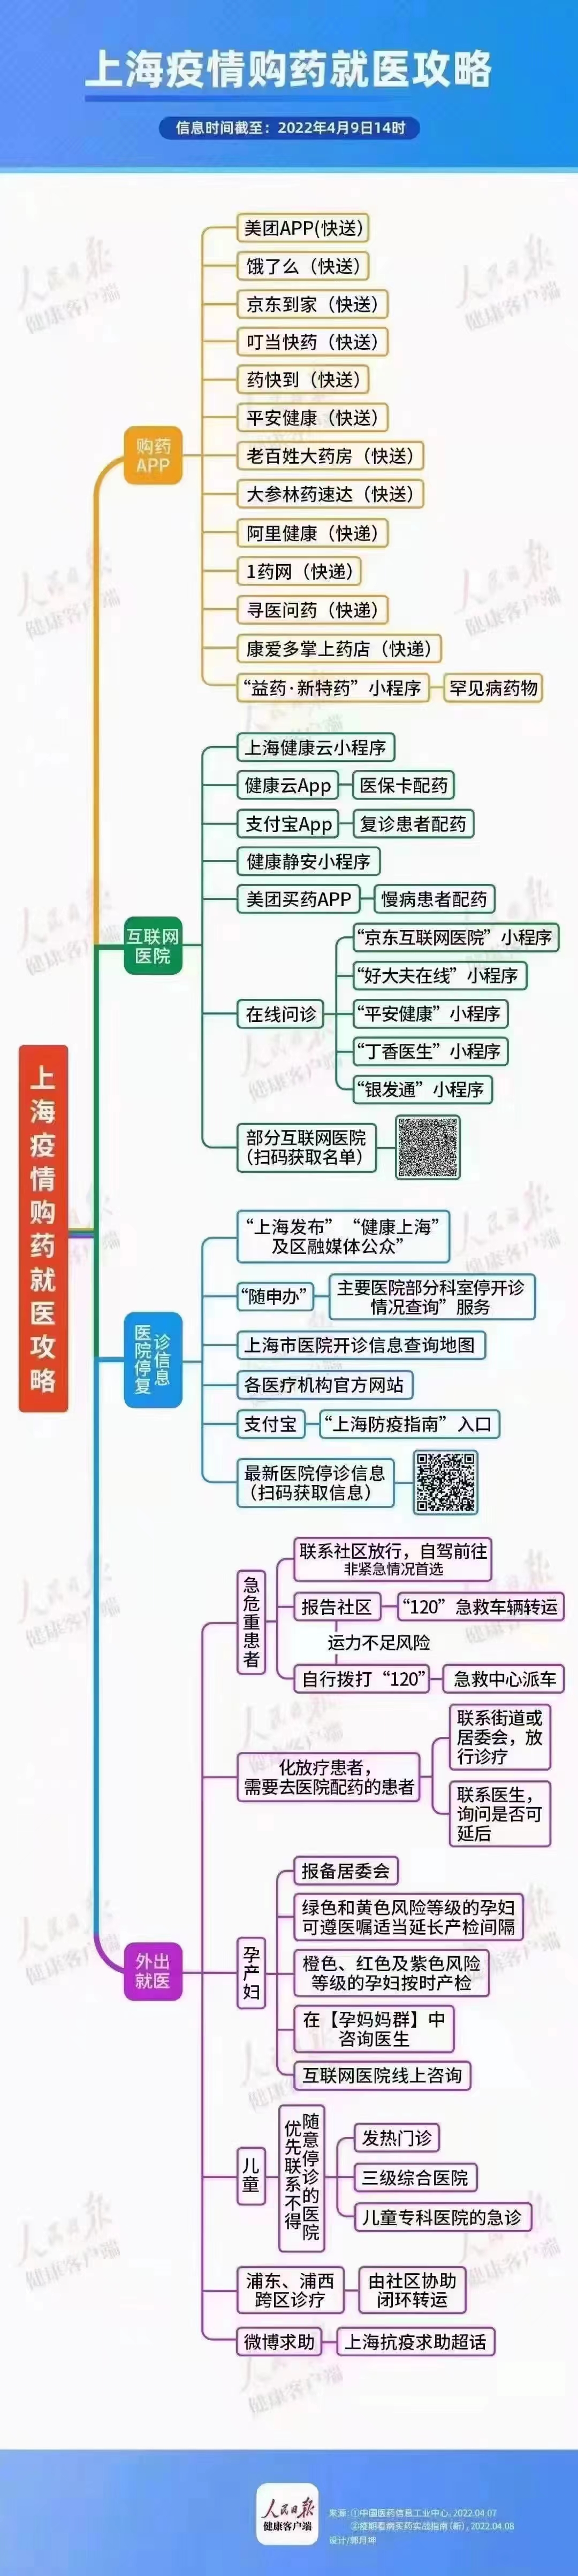 上海疫情购药就医攻略
信息时间截至：2022年4月9日14时
上海疫情购药就医攻略
购药
APP
美团APP(快送)
饿了么（快送）
京东到家（快送）
叮当快药（快送）
药快到（快送）
平安健康（快送）
老百姓大药房（快送）
大参林药速达（快送）
阿里健康（快递）
1药网（快递）
寻医问药（快递）
康爱多掌上药店（快递）
“益药·新特药”小程序
罕见病药物
互联网
医院
上海健康云小程序
健康云App
医保卡配药
支付宝App
复诊患者配药
健康静安小程序
美团买药APP
慢病患者配药
在线问诊
“京东互联网医院”小程序
“好大夫在线”小程序
“平安健康”小程序
“丁香医生”小程序
“银发通”小程序
部分互联网医院
（扫码获取名单）
医院停复
诊信息
“上海发布”“健康上海”
及区融媒体公众”
“随申办”
主要医院部分科室停开诊
情况查询”服务
上海市医院开诊信息查询地图
各医疗机构官方网站
支付宝
“上海防疫指南”入口
最新医院停诊信息
（扫码获取信息）
外出
就医
急危重患者
联系社区放行，自驾前往
非紧急情况首选
报告社区
“120”急救车辆转运
运力不足风险
自行拨打“120”
急救中心派车
化放疗患者，
需要去医院配药的患者
联系街道或
居委会，放
行诊疗
联系医生，
询问是否可
延后
孕产妇
报备居委会
绿色和黄色风险等级的孕妇
可遵医嘱适当延长产检间隔
橙色、红色及紫色风险
等级的孕妇按时产检
在【孕妈妈群】中
咨询医生
互联网医院线上咨询
儿童
优先联系不得
随意停诊的医院
发热门诊
三级综合医院
儿童专科医院的急诊
浦东、浦西
跨区诊疗
由社区协助
闭环转运
微博求助
上海抗疫求助超话
人民日报
健康客户端
来源：①中国医药信息工业中心，2022.04.07
②疫期看病买药实战指南（新），2022.04.08
设计/郭月坤